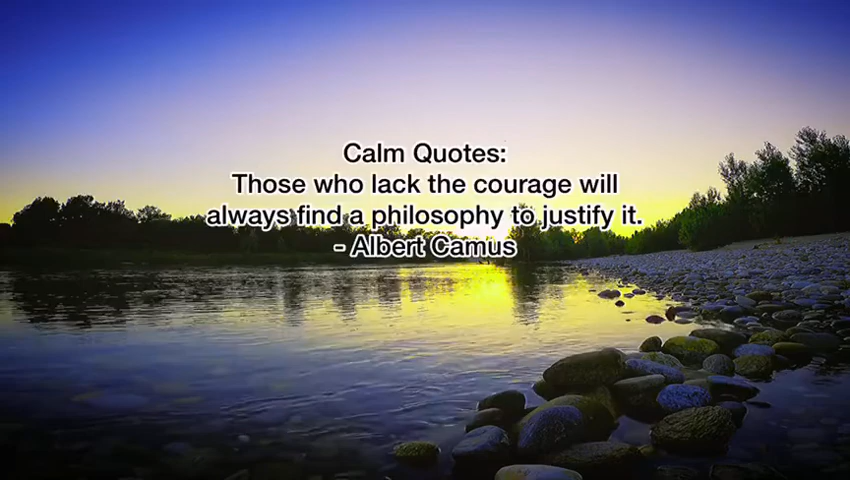 Calm Quotes:
Those who lack the courage will
always find a philosophy to justify it.
- Albert Camus